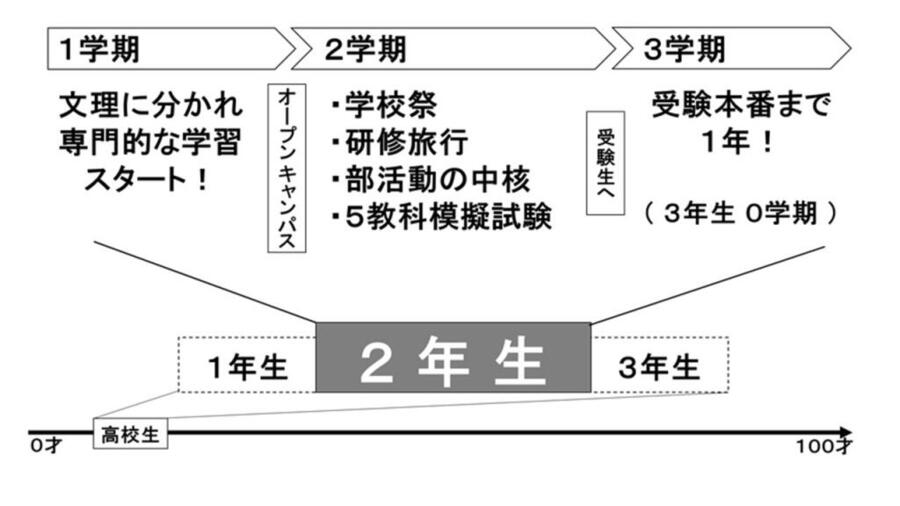 1学期
2学期
3学期
文理に分かれ
専門的な学習
スタート！
オープンキャンパス
・学校祭
・研修旅行
・部活動の中核
・5教科模擬試験
受験生へ
受験本番まで
1年！
（ 3年生 0学期 ）
1年生
2年生
3年生
高校生
0才
100才